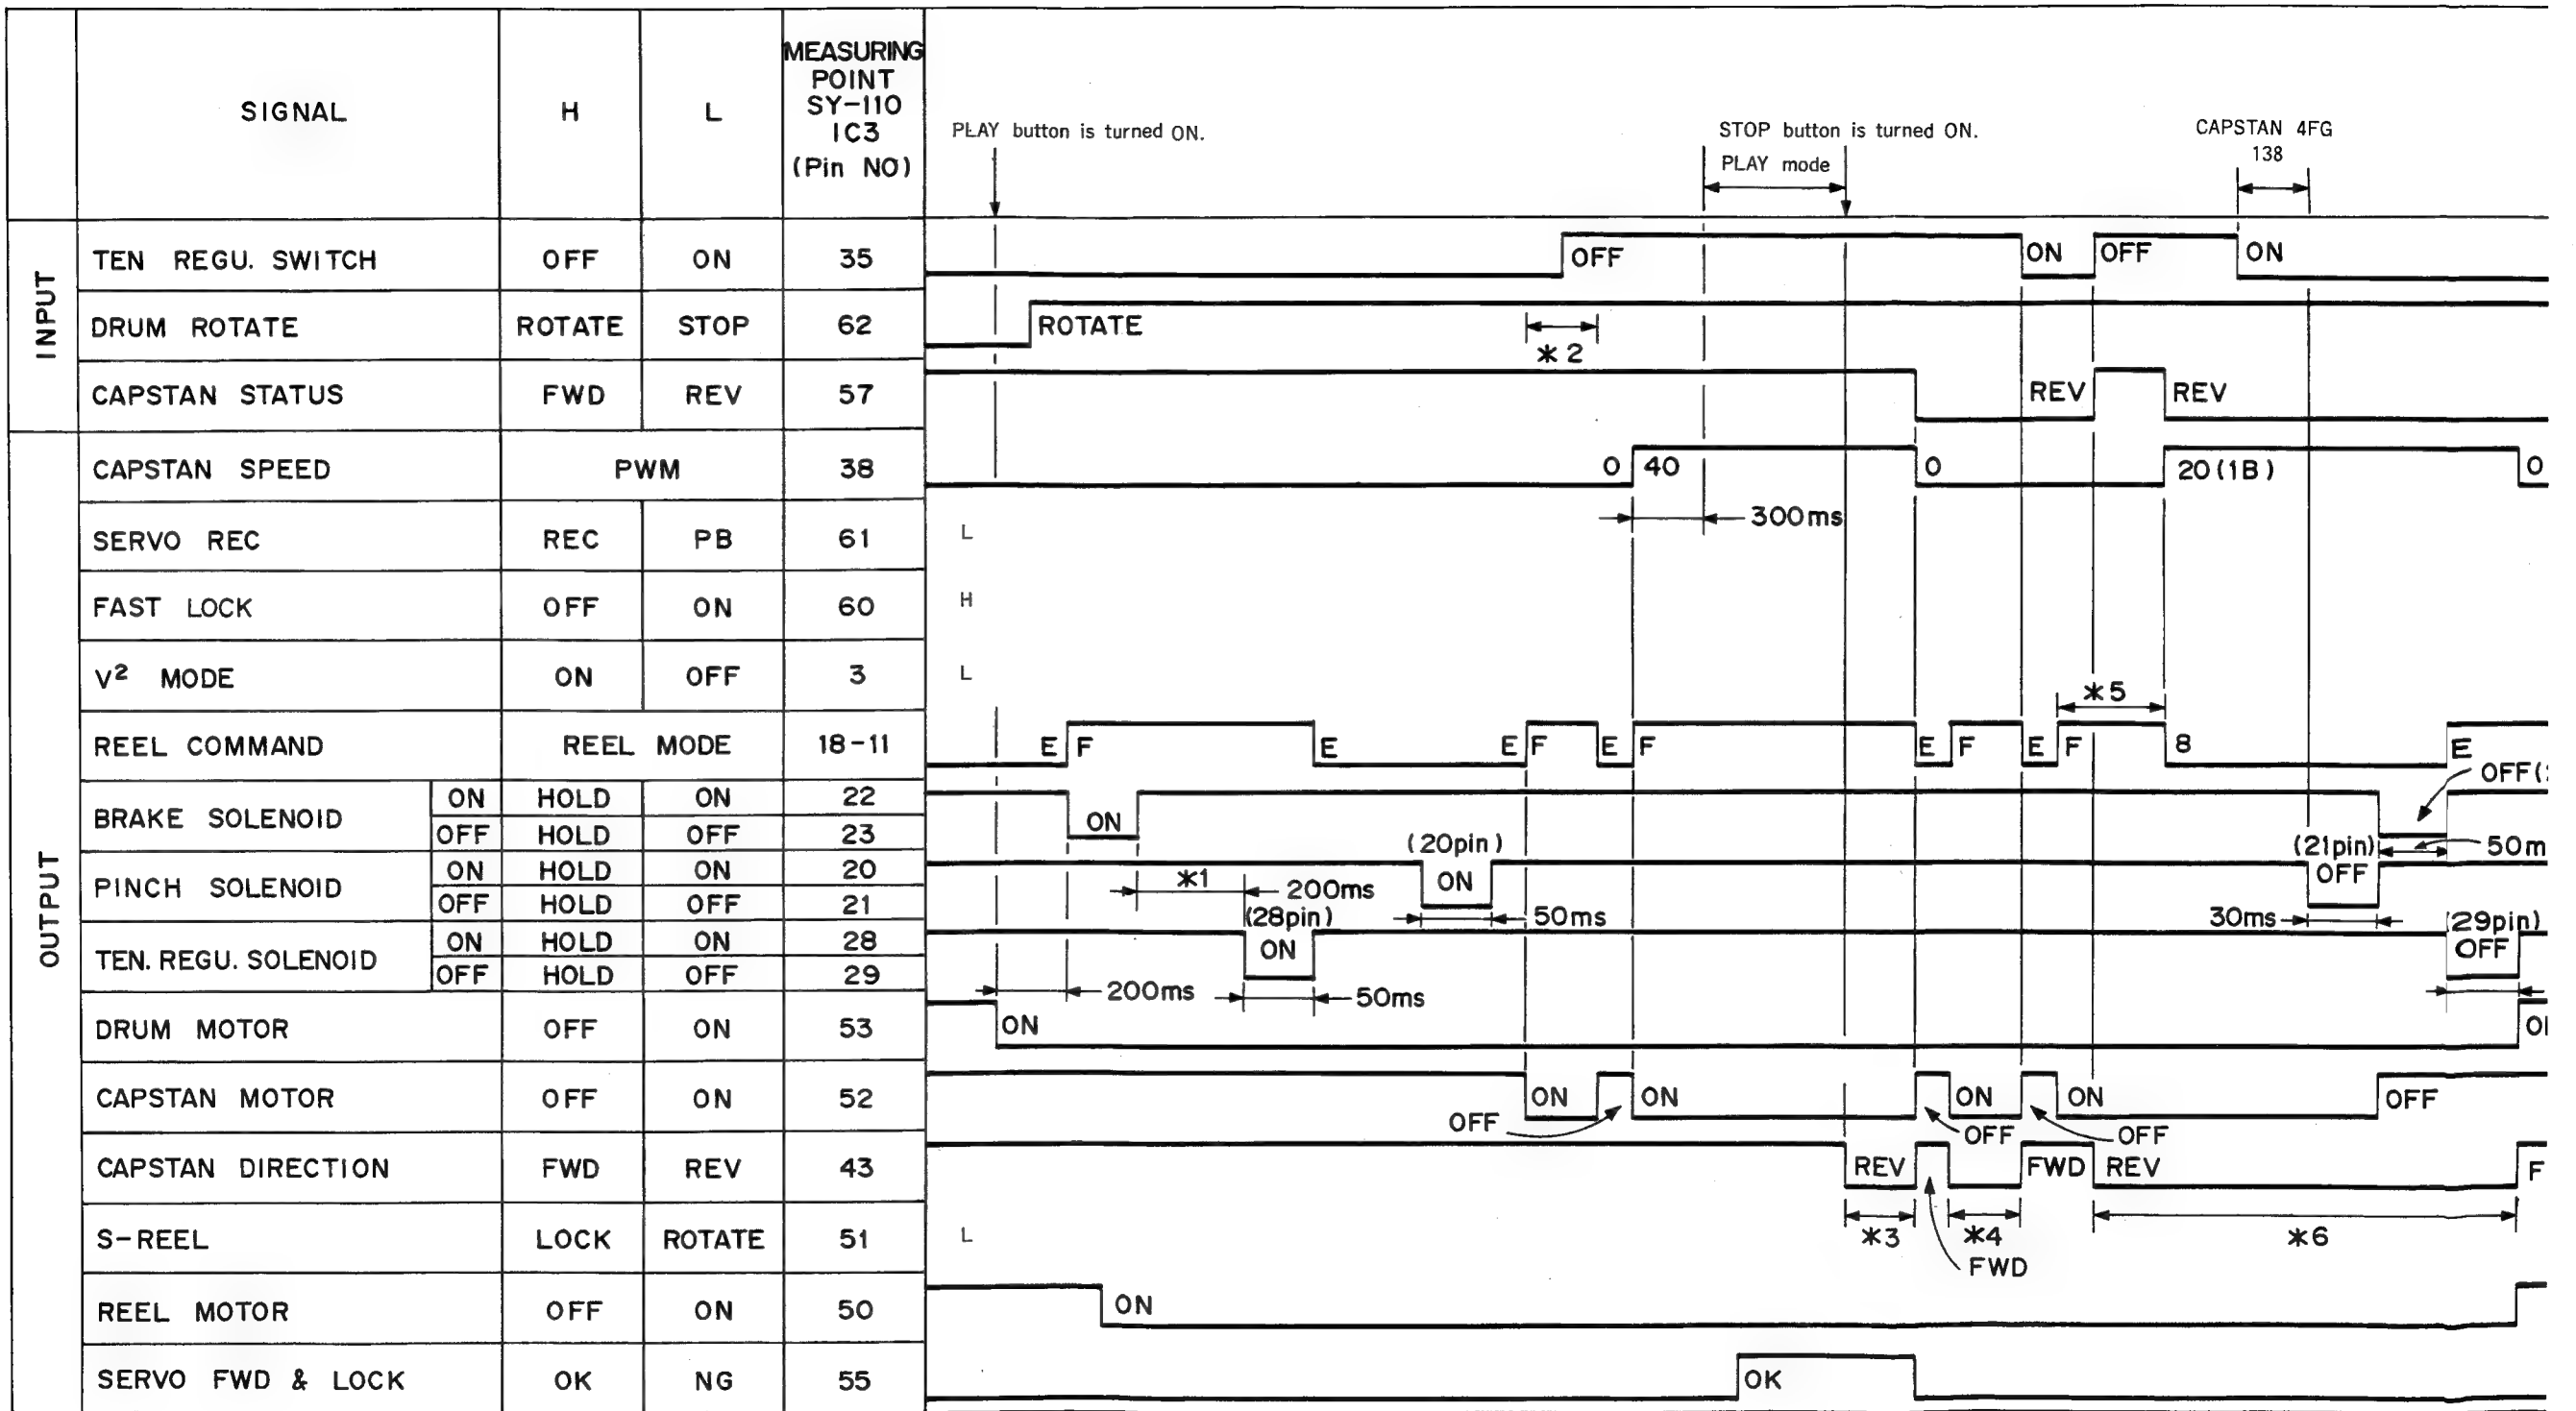 SIGNAL H L MEASURING POINT SY-110 IC3 (Pin NO)
PLAY button is turned ON.
STOP button is turned ON.
PLAY mode
CAPSTAN 4FG
138
INPUT
TEN REGU. SWITCH OFF ON 35 OFF ON OFF ON
DRUM ROTATE ROTATE STOP 62 ROTATE
*2
CAPSTAN STATUS FWD REV 57 REV REV
OUTPUT
CAPSTAN SPEED PWM 38 0 40 0 20(1B) 0
300ms
SERVO REC REC PB 61 L
FAST LOCK OFF ON 60 H
V² MODE ON OFF 3 L
*5
REEL COMMAND REEL MODE 18-11 E F E E F E F E F E F 8 E
OFF(
BRAKE SOLENOID ON HOLD ON 22
OFF HOLD OFF 23 ON
(20pin) (21pin) 50m
PINCH SOLENOID ON HOLD ON 20 ON OFF
OFF HOLD OFF 21 *1 200ms 50ms 30ms
(28pin) (29pin)
TEN. REGU. SOLENOID ON HOLD ON 28 ON OFF
OFF HOLD OFF 29
200ms 50ms
DRUM MOTOR OFF ON 53 ON
CAPSTAN MOTOR OFF ON 52 ON ON ON ON OFF
OFF OFF OFF
CAPSTAN DIRECTION FWD REV 43 REV FWD REV F
*3 *4 *6
FWD
S-REEL LOCK ROTATE 51 L
REEL MOTOR OFF ON 50 ON
SERVO FWD & LOCK OK NG 55 OK